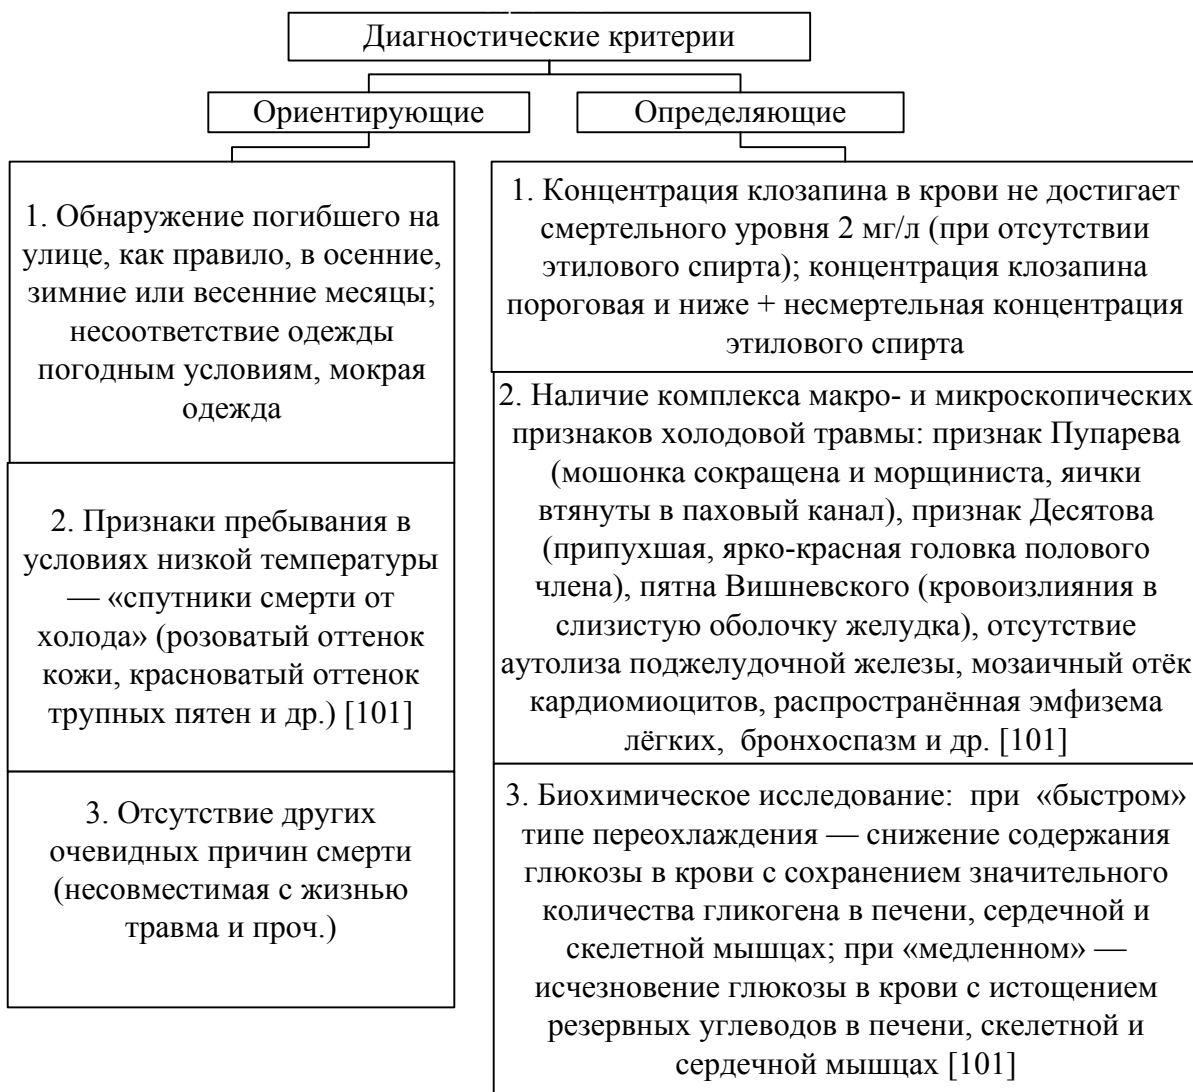 Диагностические критерии
Ориентирующие
Определяющие
1. Обнаружение погибшего на
улице, как правило, в осенние,
зимние или весенние месяцы;
несоответствие одежды
погодным условиям, мокрая
одежда
2. Признаки пребывания в
условиях низкой температуры
— «спутники смерти от
холода» (розоватый оттенок
кожи, красноватый оттенок
трупных пятен и др.) [101]
3. Отсутствие других
очевидных причин смерти
(несовместимая с жизнью
травма и проч.)
1. Концентрация клозапина в крови не достигает
смертельного уровня 2 мг/л (при отсутствии
этилового спирта); концентрация клозапина
пороговая и ниже + несмертельная концентрация
этилового спирта
2. Наличие комплекса макро- и микроскопических
признаков холодовой травмы: признак Пупарева
(мошонка сокращена и морщиниста, яички
втянуты в паховый канал), признак Десятова
(припухшая, ярко-красная головка полового
члена), пятна Вишневского (кровоизлияния в
слизистую оболочку желудка), отсутствие
аутолиза поджелудочной железы, мозаичный отёк
кардиомиоцитов, распространённая эмфизема
лёгких, бронхоспазм и др. [101]
3. Биохимическое исследование: при «быстром»
типе переохлаждения — снижение содержания
глюкозы в крови с сохранением значительного
количества гликогена в печени, сердечной и
скелетной мышцах; при «медленном» —
исчезновение глюкозы в крови с истощением
резервных углеводов в печени, скелетной и
сердечной мышцах [101]